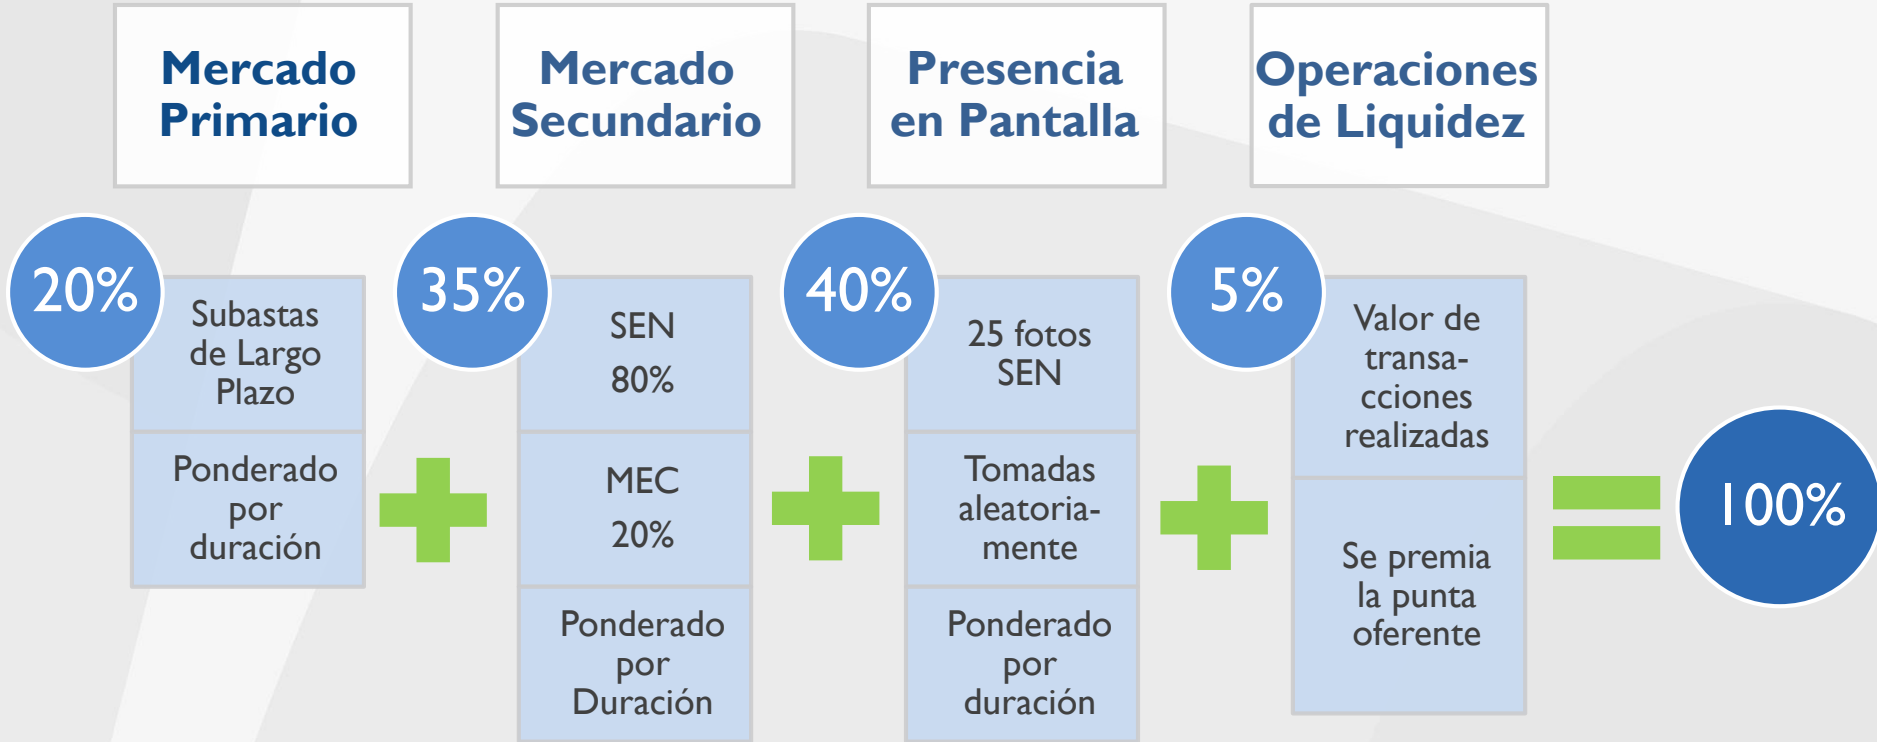 Mercado
Primario
Mercado
Secundario
Presencia
en Pantalla
Operaciones
de Liquidez
20%
Subastas
de Largo
Plazo
Ponderado
por
duración
35%
SEN
80%
MEC
20%
Ponderado
por
Duración
40%
25 fotos
SEN
Tomadas
aleatoria-
mente
Ponderado
por
duración
5%
Valor de
transa-
cciones
realizadas
Se premia
la punta
oferente
100%